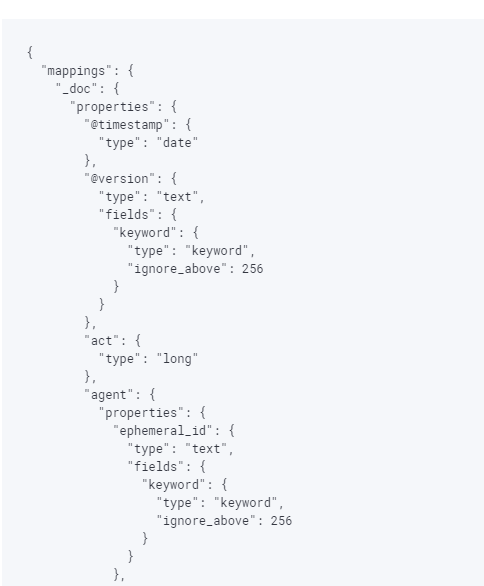 {
  "mappings": {
    "_doc": {
      "properties": {
        "@timestamp": {
          "type": "date"
        },
        "@version": {
          "type": "text",
          "fields": {
            "keyword": {
              "type": "keyword",
              "ignore_above": 256
            }
          }
        },
        "act": {
          "type": "long"
        },
        "agent": {
          "properties": {
            "ephemeral_id": {
              "type": "text",
              "fields": {
                "keyword": {
                  "type": "keyword",
                  "ignore_above": 256
                }
              }
            },